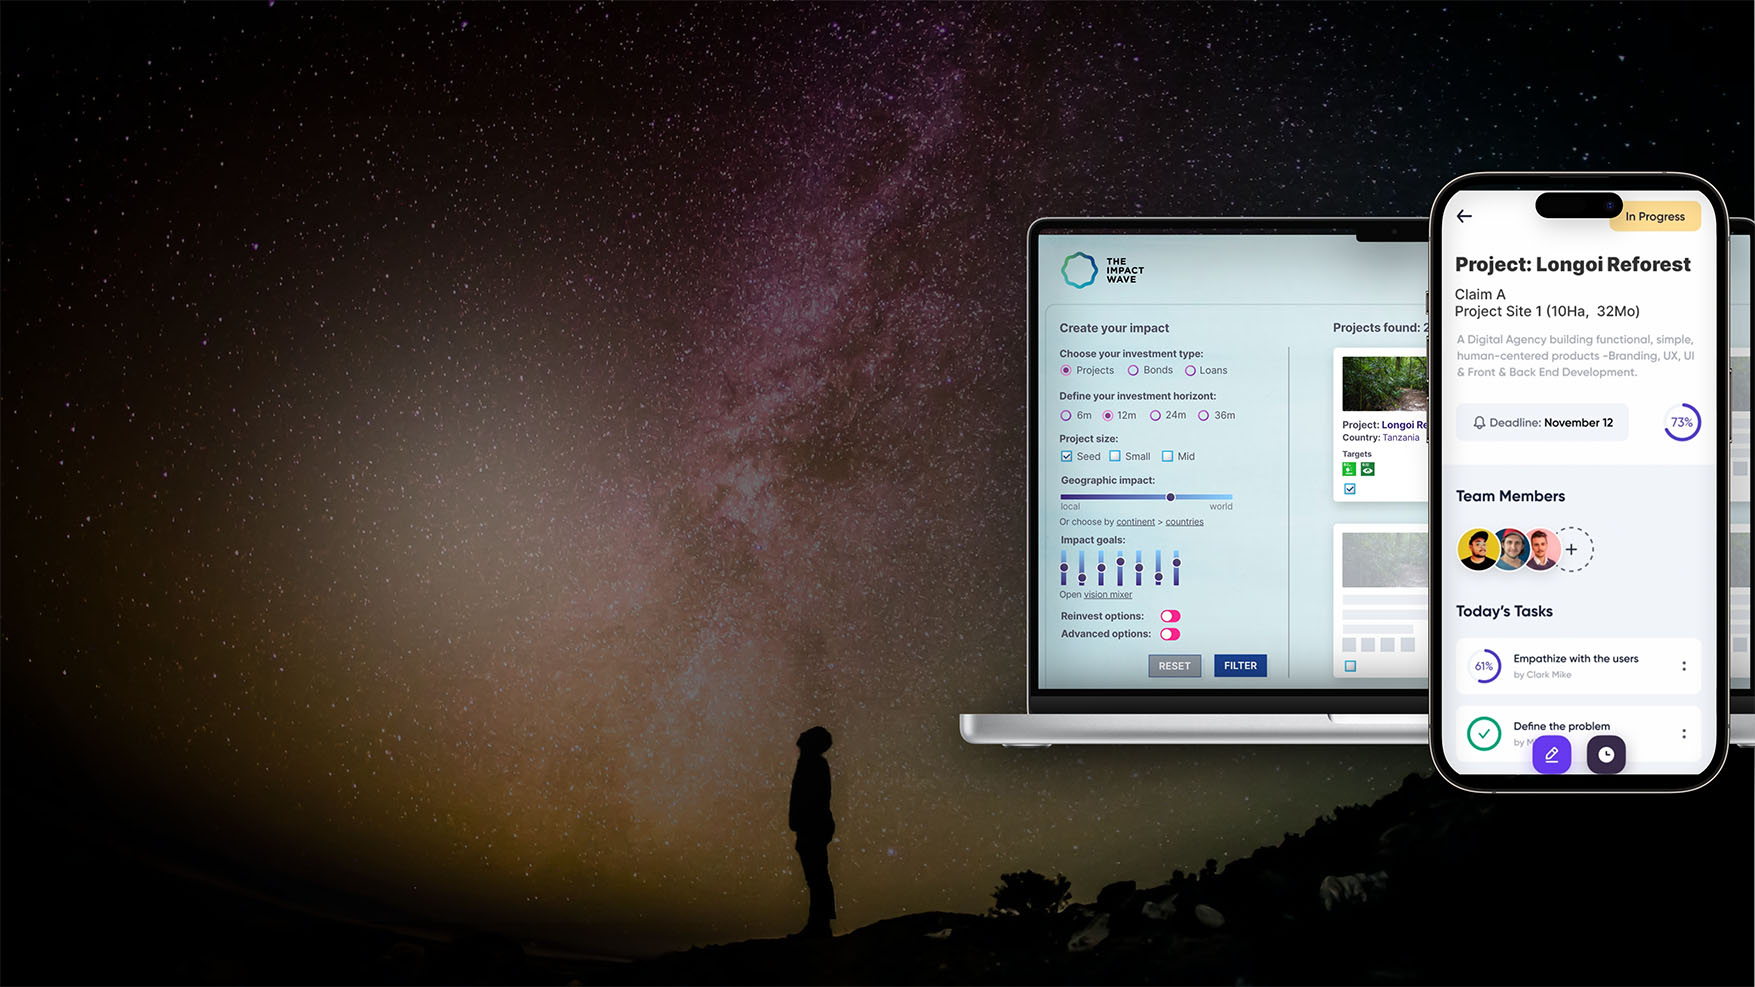 THE
IMPACT
WAVE
Create your impact
Choose your investment type:
Projects Bonds Loans
Define your investment horizont:
6m 12m 24m 36m
Project size:
Seed Small Mid
Geographic impact:
local world
Or choose by continent > countries
Impact goals:
Open vision mixer
Reinvest options:
Advanced options:
RESET FILTER
Projects found: 2
Project: Longoi Re
Country: Tanzania
Targets
In Progress
Project: Longoi Reforest
Claim A
Project Site 1 (10Ha, 32Mo)
A Digital Agency building functional, simple,
human-centered products -Branding, UX, UI
& Front & Back End Development.
Deadline: November 12
73%
Team Members
+
Today's Tasks
61%
Empathize with the users
by Clark Mike
Define the problem
by M